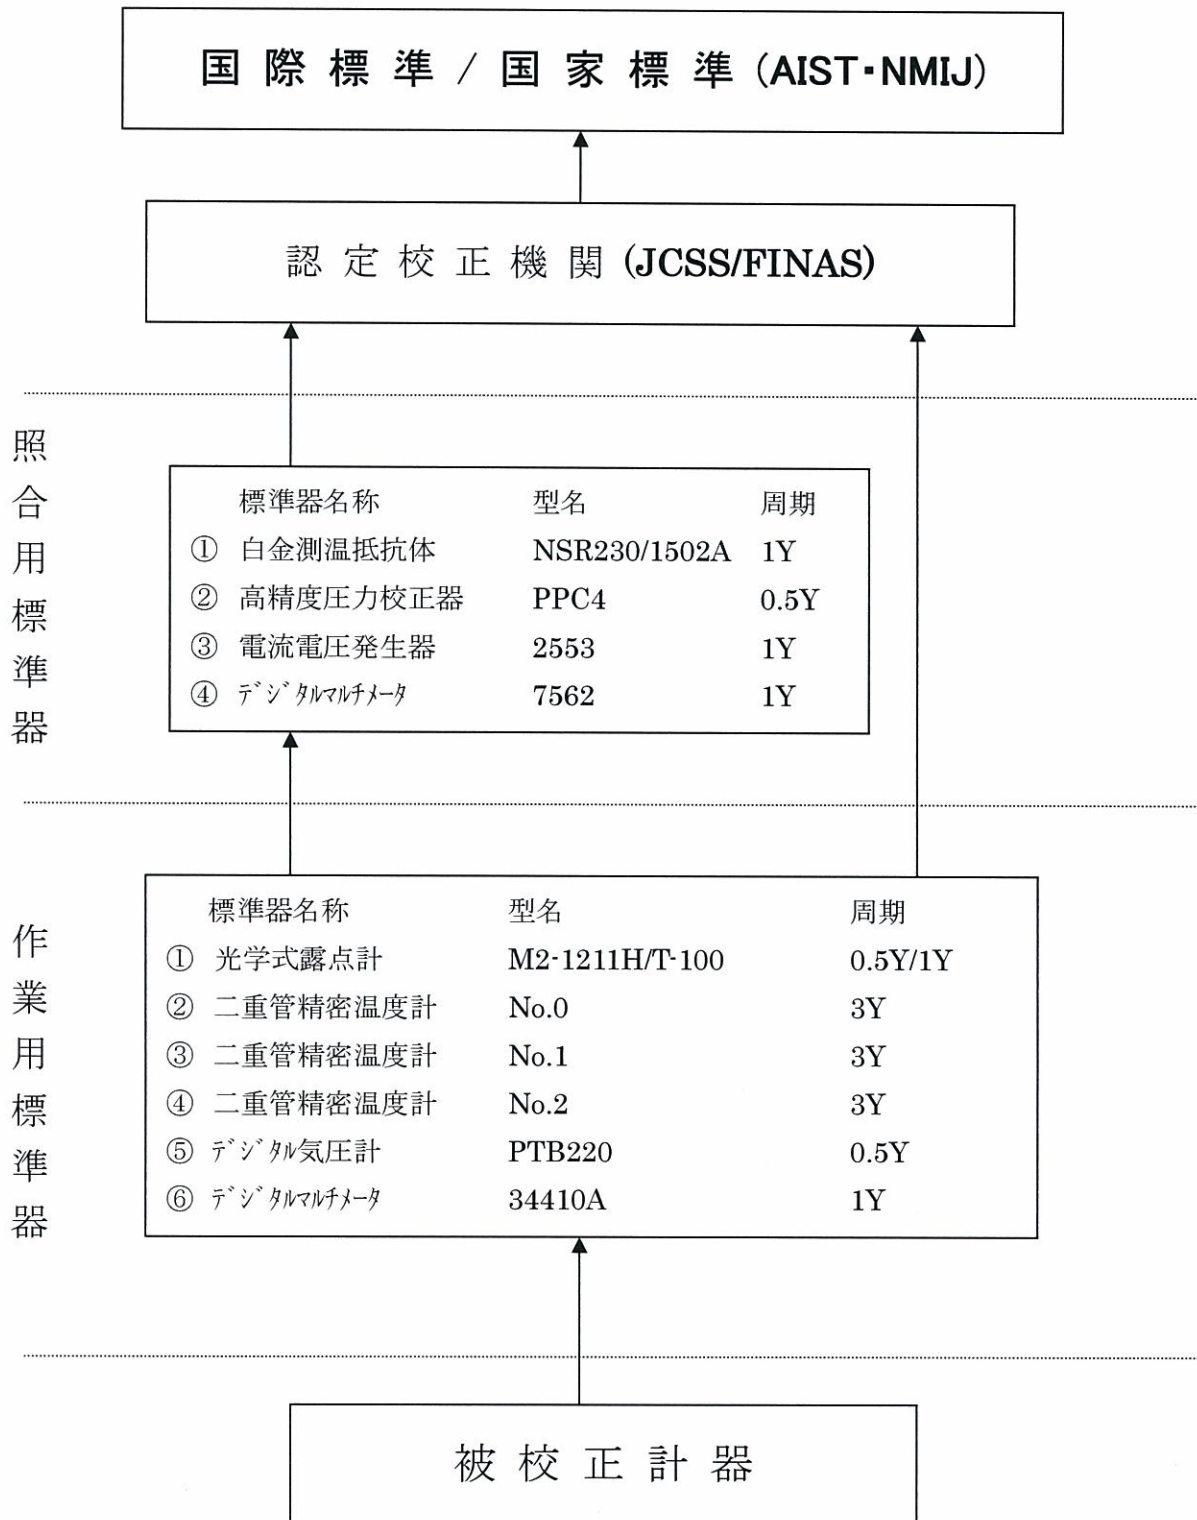 国際標準/国家標準(AIST・NMIJ)
認定校正機関(JCSS/FINAS)
照合用標準器
標準器名称 型名 周期
① 白金測温抵抗体 NSR230/1502A 1Y
② 高精度圧力校正器 PPC4 0.5Y
③ 電流電圧発生器 2553 1Y
④ デジタルマルチメータ 7562 1Y
作業用標準器
標準器名称 型名 周期
① 光学式露点計 M2-1211H/T-100 0.5Y/1Y
② 二重管精密温度計 No.0 3Y
③ 二重管精密温度計 No.1 3Y
④ 二重管精密温度計 No.2 3Y
⑤ デジタル気圧計 PTB220 0.5Y
⑥ デジタルマルチメータ 34410A 1Y
被校正計器